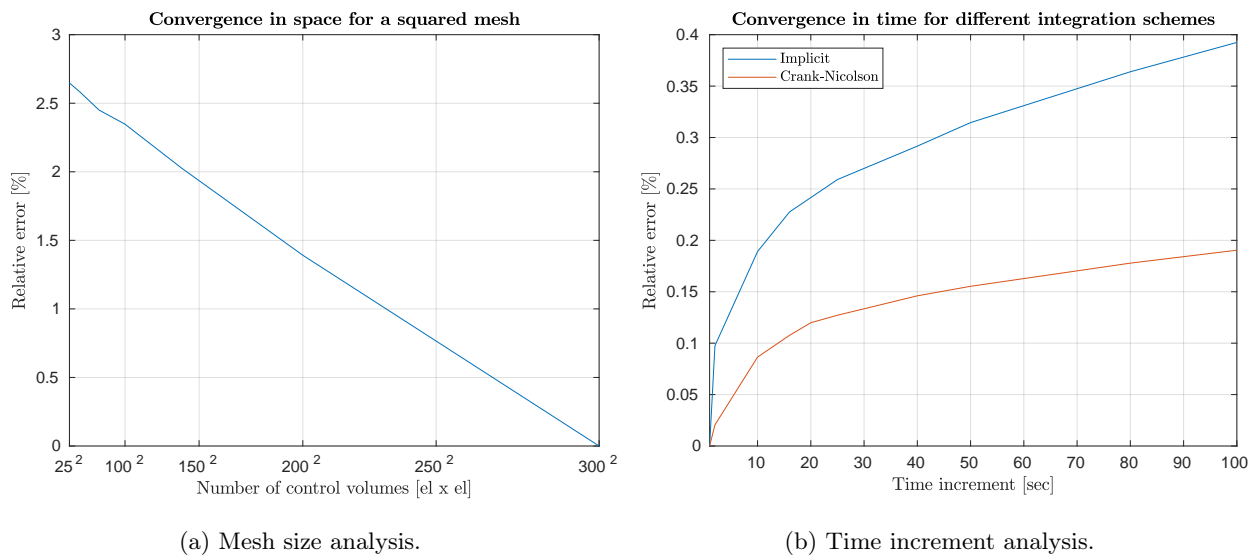 Convergence in space for a squared mesh
3
2.5
2
1.5
1
0.5
0
Relative error [%]
25 2 100 2 150 2 200 2 250 2 300 2
Number of control volumes [el x el]
(a) Mesh size analysis.
Convergence in time for different integration schemes
Implicit
Crank-Nicolson
0.4
0.35
0.3
0.25
0.2
0.15
0.1
0.05
0
Relative error [%]
10 20 30 40 50 60 70 80 90 100
Time increment [sec]
(b) Time increment analysis.